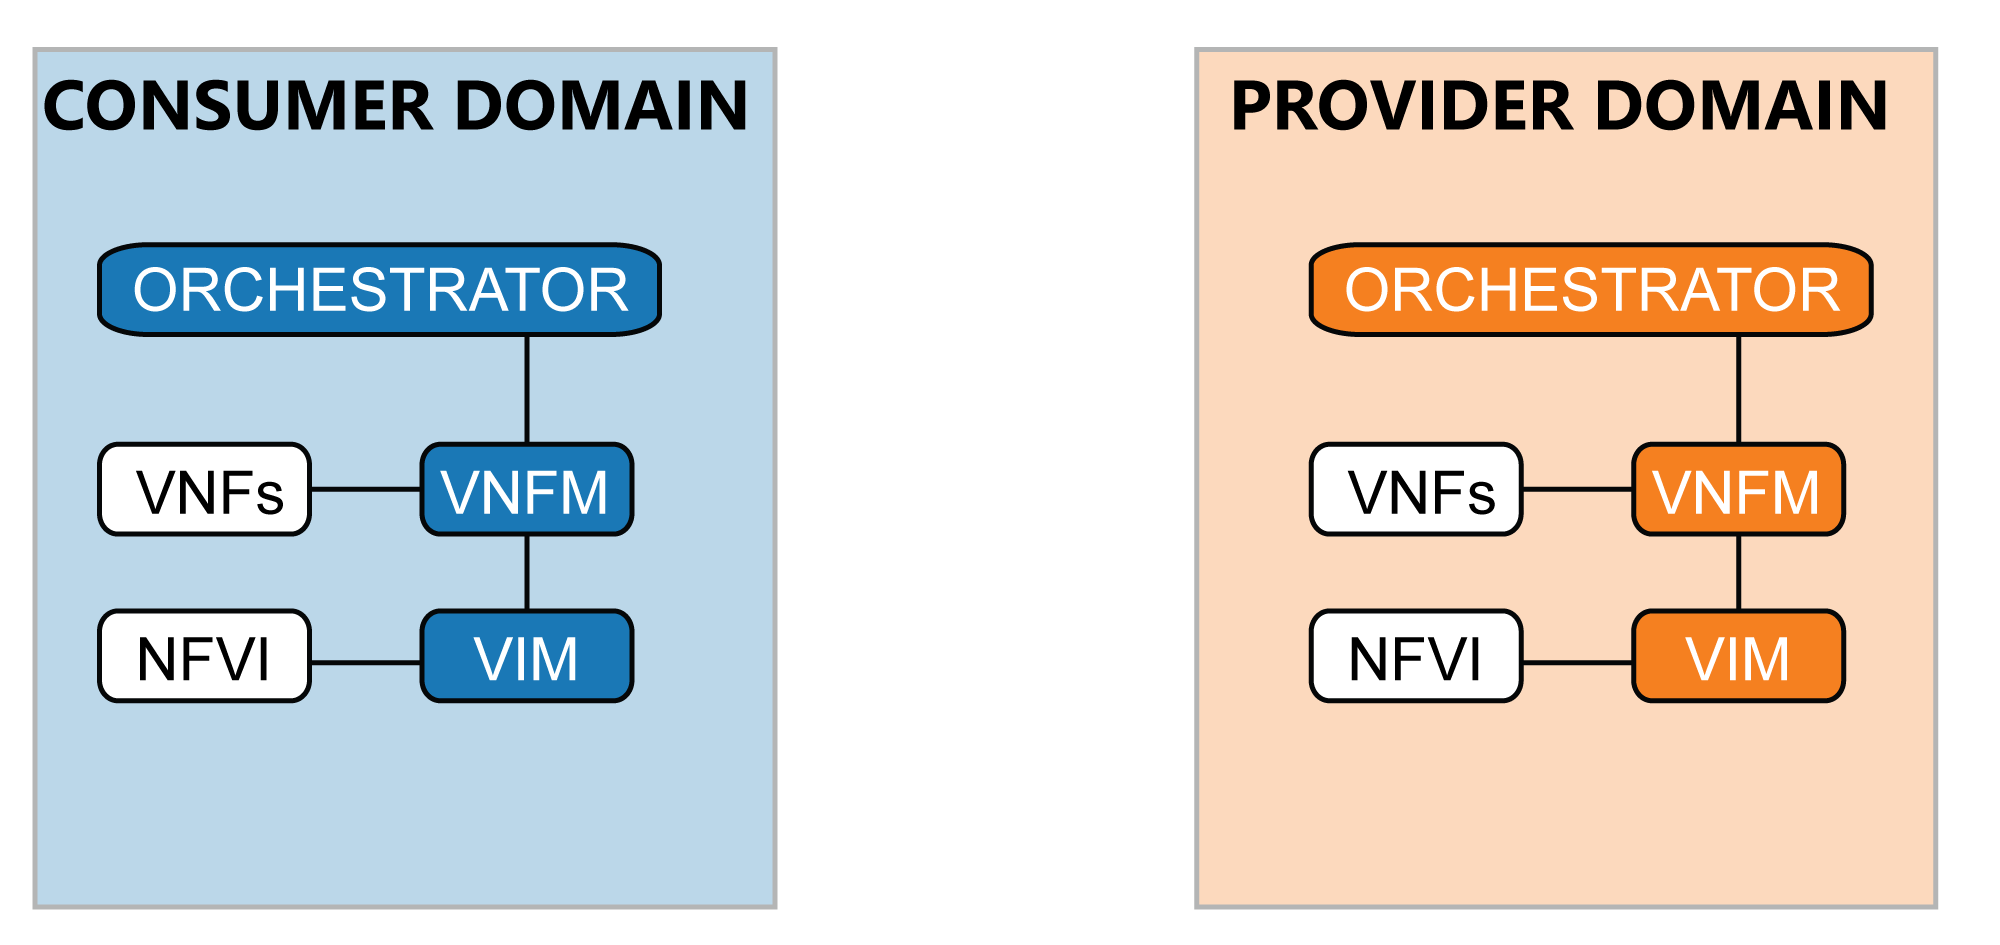 CONSUMER DOMAIN
ORCHESTRATOR
VNFs
VNFM
NFVI
VIM
PROVIDER DOMAIN
ORCHESTRATOR
VNFs
VNFM
NFVI
VIM